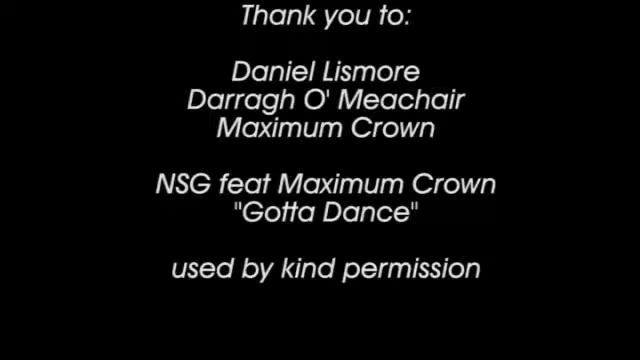 Thank you to:
Daniel Lismore
Darragh O' Meachair
Maximum Crown
NSG feat Maximum Crown
"Gotta Dance"
used by kind permission